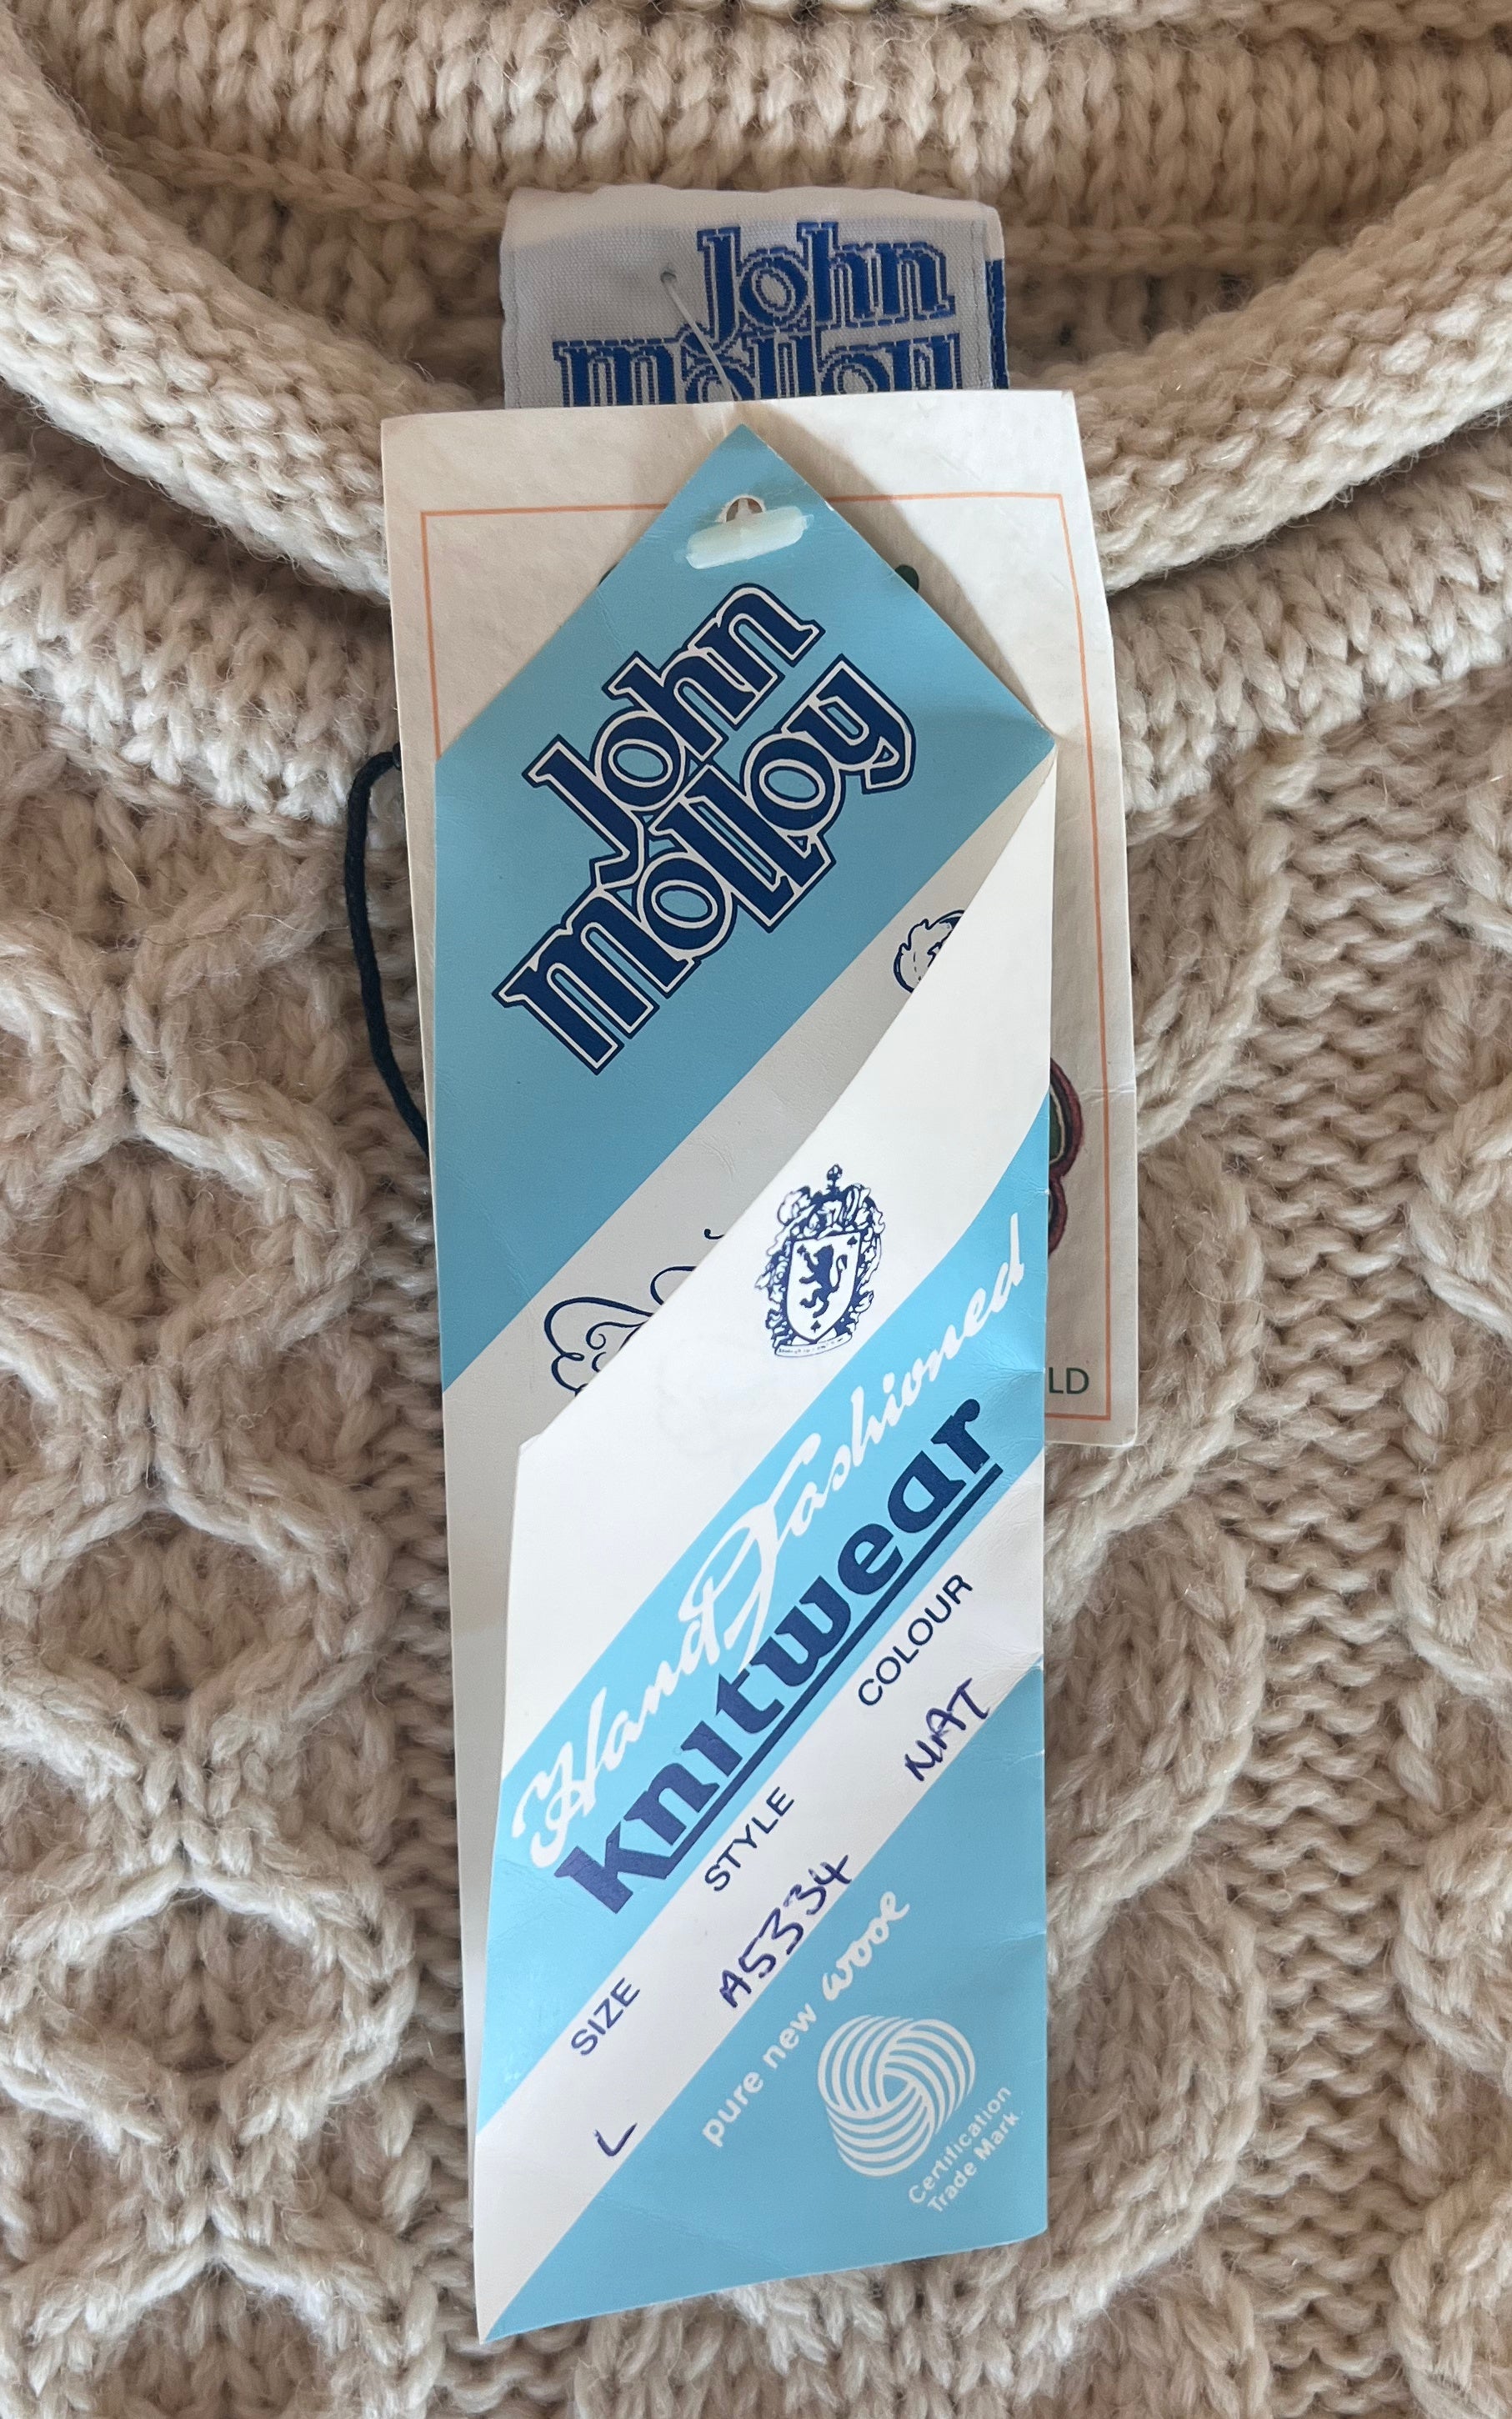 John
Molloy
John
Molloy
Hand Fashioned
knitwear
LD
SIZE
STYLE
COLOUR
L
A5334
NAT
pure new wool
Certification
Trade Mark